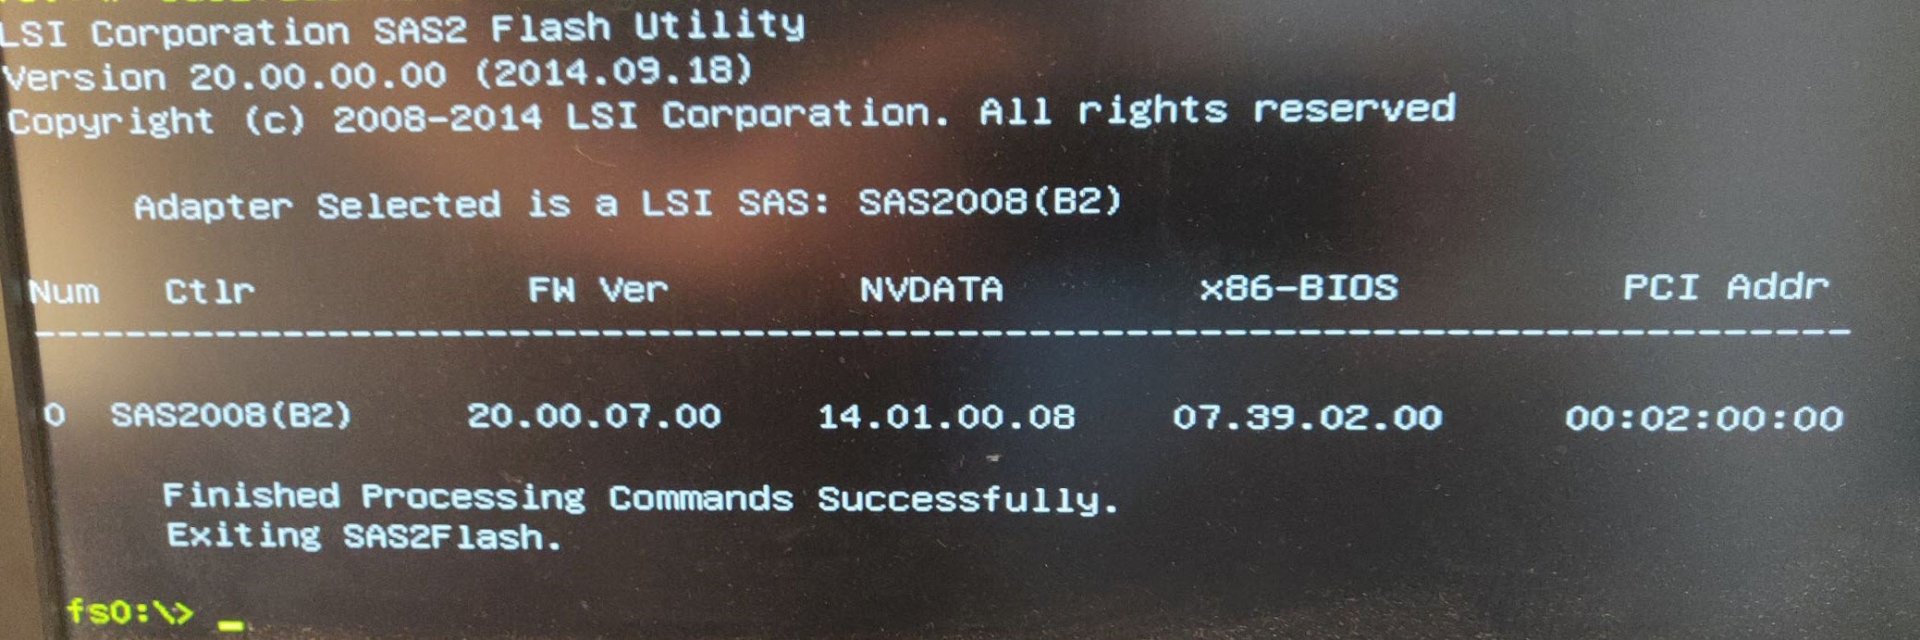 LSI Corporation SAS2 Flash Utility
Version 20.00.00.00 (2014.09.18)
Copyright (c) 2008-2014 LSI Corporation. All rights reserved
Adapter Selected is a LSI SAS: SAS2008(B2)
Num Ctlr FW Ver NVDATA x86-BIOS PCI Addr
--------------------------------------------------------------------------------
0 SAS2008(B2) 20.00.07.00 14.01.00.08 07.39.02.00 00:02:00:00
Finished Processing Commands Successfully.
Exiting SAS2Flash.
fs0:\> _